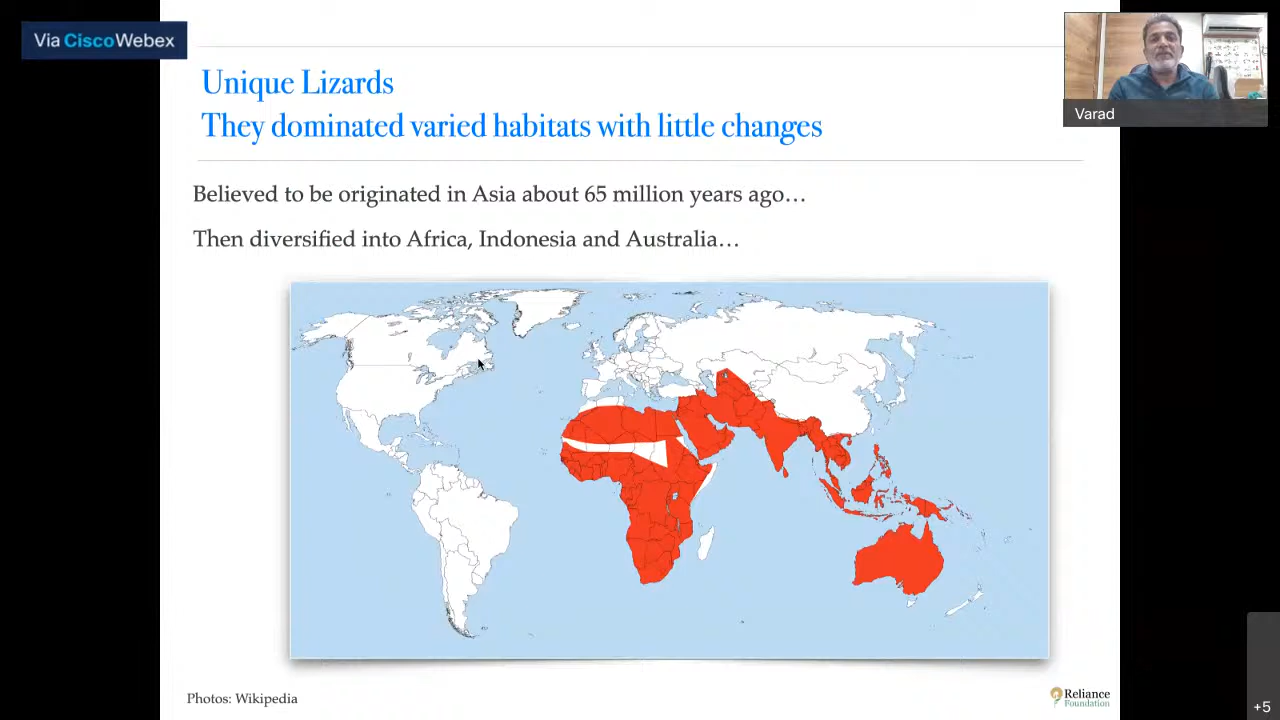 Via CiscoWebex
Unique Lizards
They dominated varied habitats with little changes
Varad
Believed to be originated in Asia about 65 million years ago…
Then diversified into Africa, Indonesia and Australia…
Photos: Wikipedia
Reliance
Foundation
+5